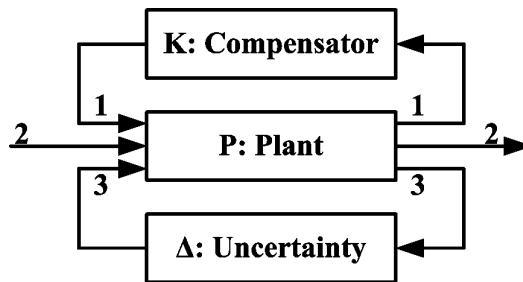 K: Compensator
1 1
2 P: Plant 2
3 3
Δ: Uncertainty